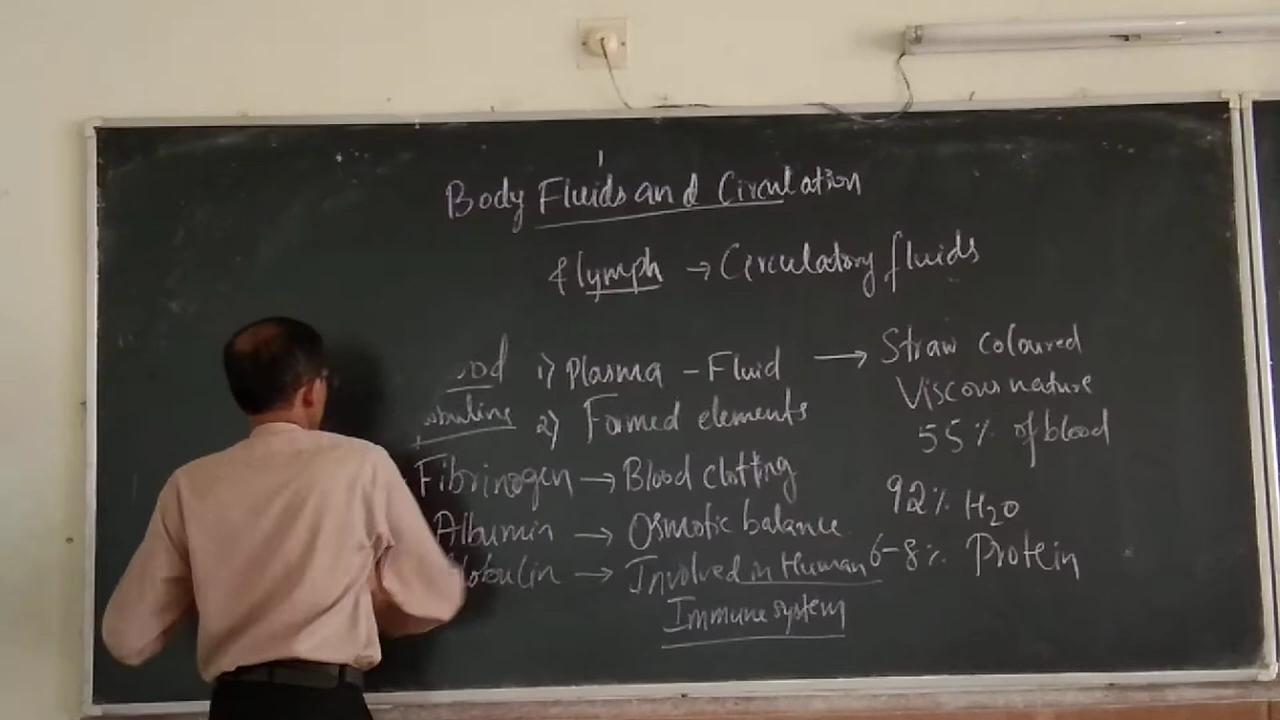 Body Fluids and Circulation
& lymph → Circulatory fluids
1) Plasma - Fluid → Straw coloured
Viscous nature
2) Formed elements
55% of blood
Fibrinogen → Blood clotting
92% H2O
Albumin → Osmotic balance
6-8% Protein
→ Involved in Human
Immune system